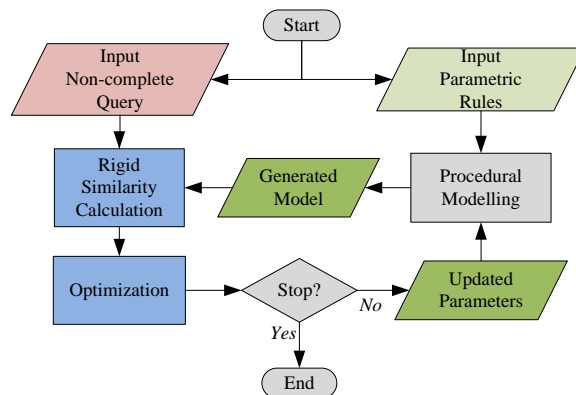 Start
Input
Non-complete
Query
Input
Parametric
Rules
Rigid
Similarity
Calculation
Generated
Model
Procedural
Modelling
Optimization
Stop?
No
Updated
Parameters
Yes
End